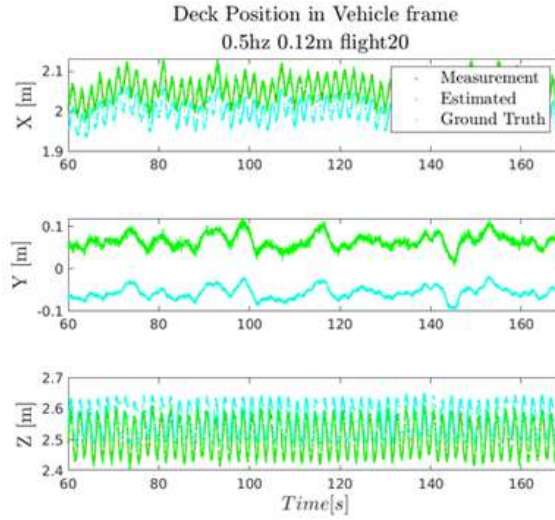 Deck Position in Vehicle frame
0.5hz 0.12m flight20
X [m]
2.1
2
1.9
Measurement
Estimated
Ground Truth
60 80 100 120 140 160
Y [m]
0.1
0
-0.1
60 80 100 120 140 160
Z [m]
2.7
2.6
2.5
2.4
60 80 100 120 140 160
Time[s]